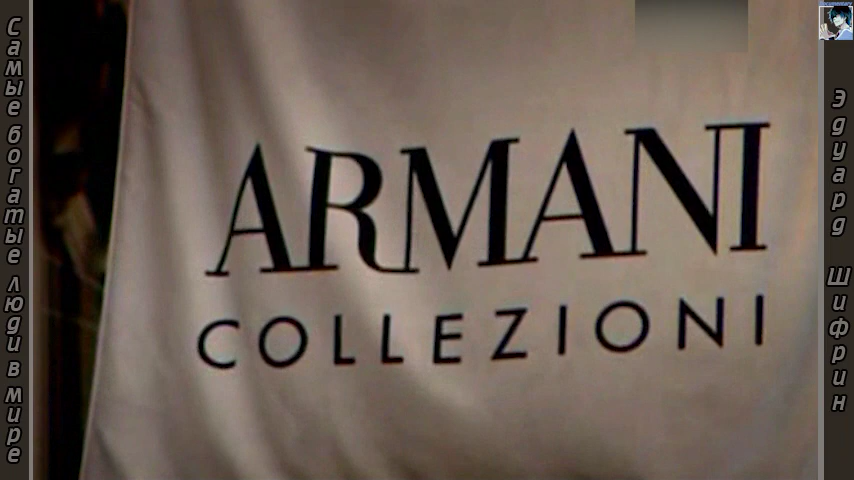 Самые богатые люди в мире
ARMANI
COLLEZIONI
Эдуард Шифрин